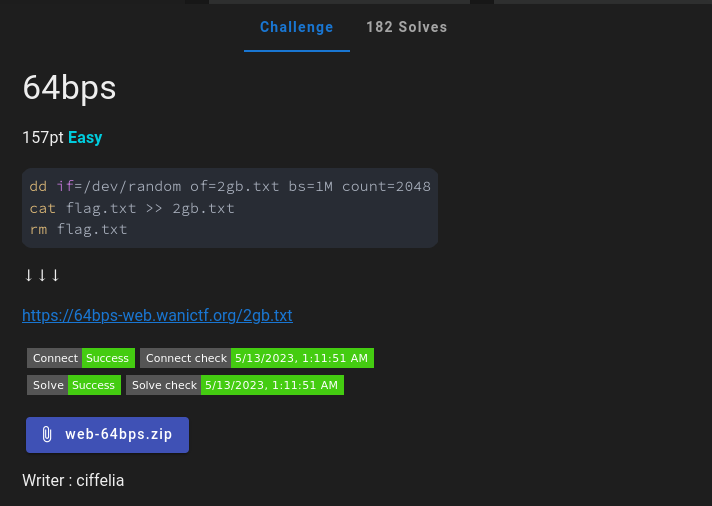 Challenge 182 Solves
64bps
157pt Easy
dd if=/dev/random of=2gb.txt bs=1M count=2048
cat flag.txt >> 2gb.txt
rm flag.txt
↓↓↓
https://64bps-web.wanictf.org/2gb.txt
Connect Success Connect check 5/13/2023, 1:11:51 AM
Solve Success Solve check 5/13/2023, 1:11:51 AM
web-64bps.zip
Writer : ciffelia